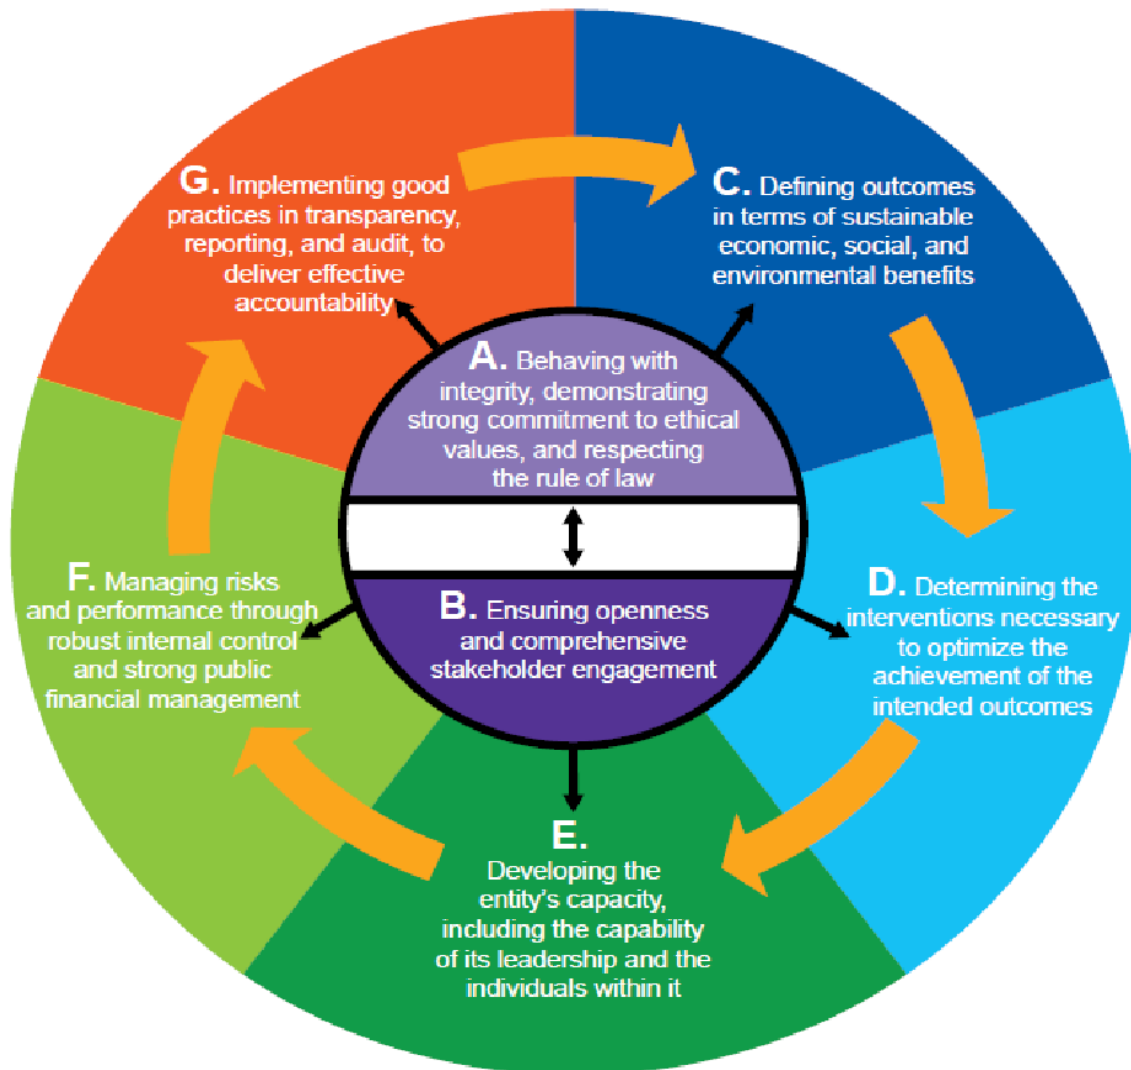 A. Behaving with
integrity, demonstrating
strong commitment to ethical
values, and respecting
the rule of law
B. Ensuring openness
and comprehensive
stakeholder engagement
C. Defining outcomes
in terms of sustainable
economic, social, and
environmental benefits
D. Determining the
interventions necessary
to optimize the
achievement of the
intended outcomes
E.
Developing the
entity's capacity,
including the capability
of its leadership and the
individuals within it
F. Managing risks
and performance through
robust internal control
and strong public
financial management
G. Implementing good
practices in transparency,
reporting, and audit, to
deliver effective
accountability